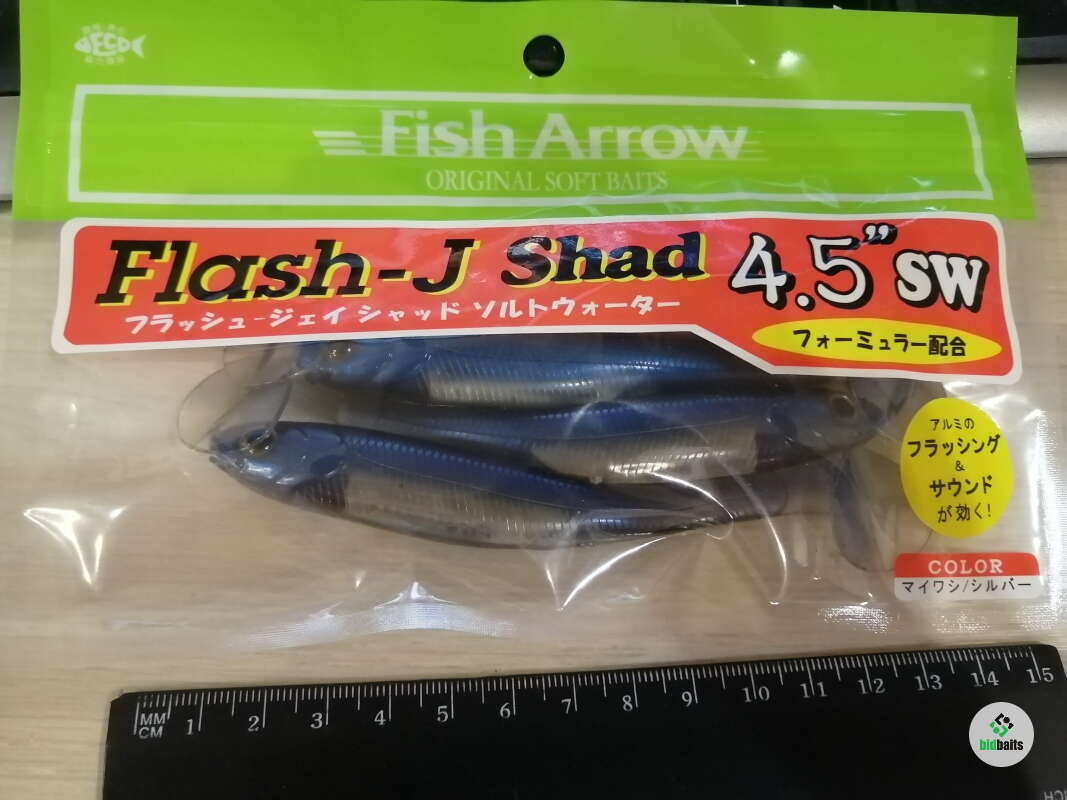 ECO
Fish Arrow
ORIGINAL SOFT BAITS
Flash-J Shad 4.5” SW
フラッシュ-ジェイ シャッド ソルトウォーター
フォーミュラー配合
アルミの
フラッシング
&
サウンド
が効く!
COLOR
マイワシ/シルバー
MM
CM
1 2 3 4 5 6 7 8 9 10 11 12 13 14 15
bidbaits